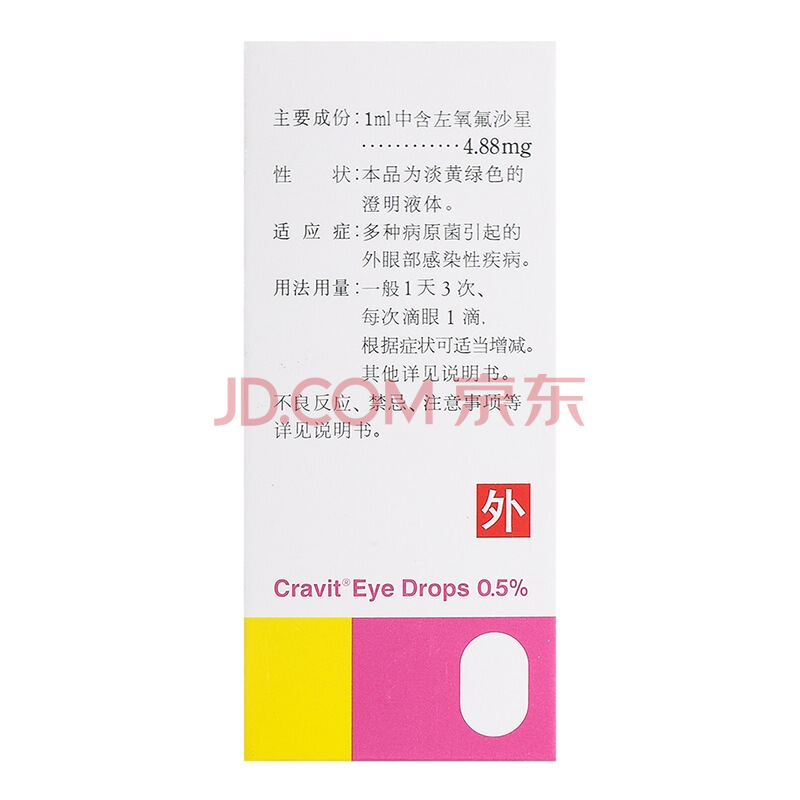 主要成份:1ml中含左氧氟沙星
············4.88mg
性 状:本品为淡黄绿色的
澄明液体。
适 应 症:多种病原菌引起的
外眼部感染性疾病。
用法用量:一般1天3次、
每次滴眼1滴.
根据症状可适当增减。
其他详见说明书。
JD.COM 京东
不良反应、禁忌、注意事项等
详见说明书。
外
Cravit® Eye Drops 0.5%